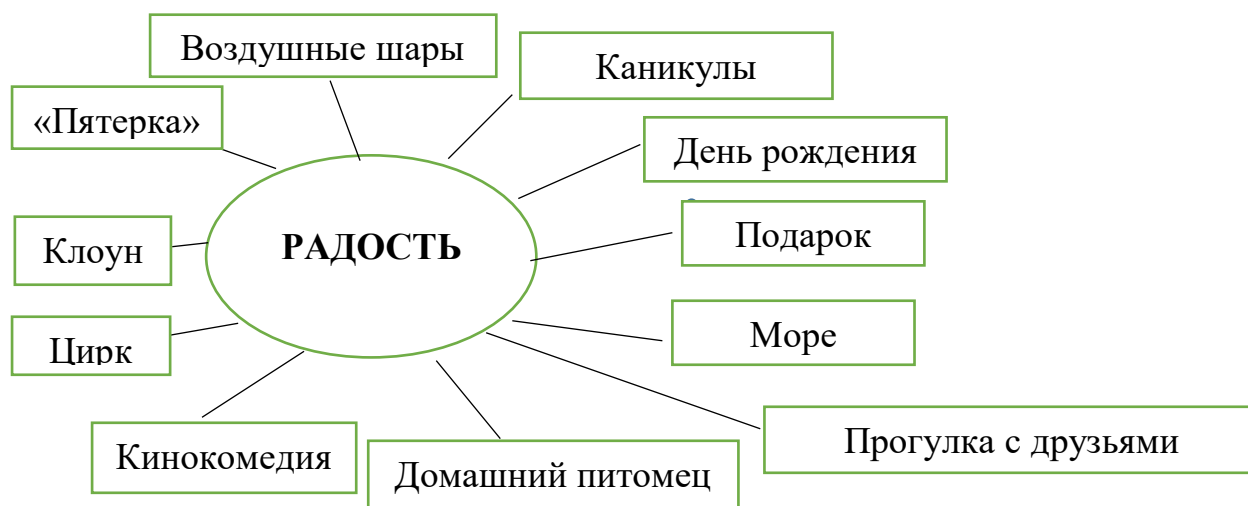 Воздушные шары
Каникулы
«Пятерка»
День рождения
РАДОСТЬ
Клоун
Подарок
Цирк
Море
Кинокомедия
Домашний питомец
Прогулка с друзьями